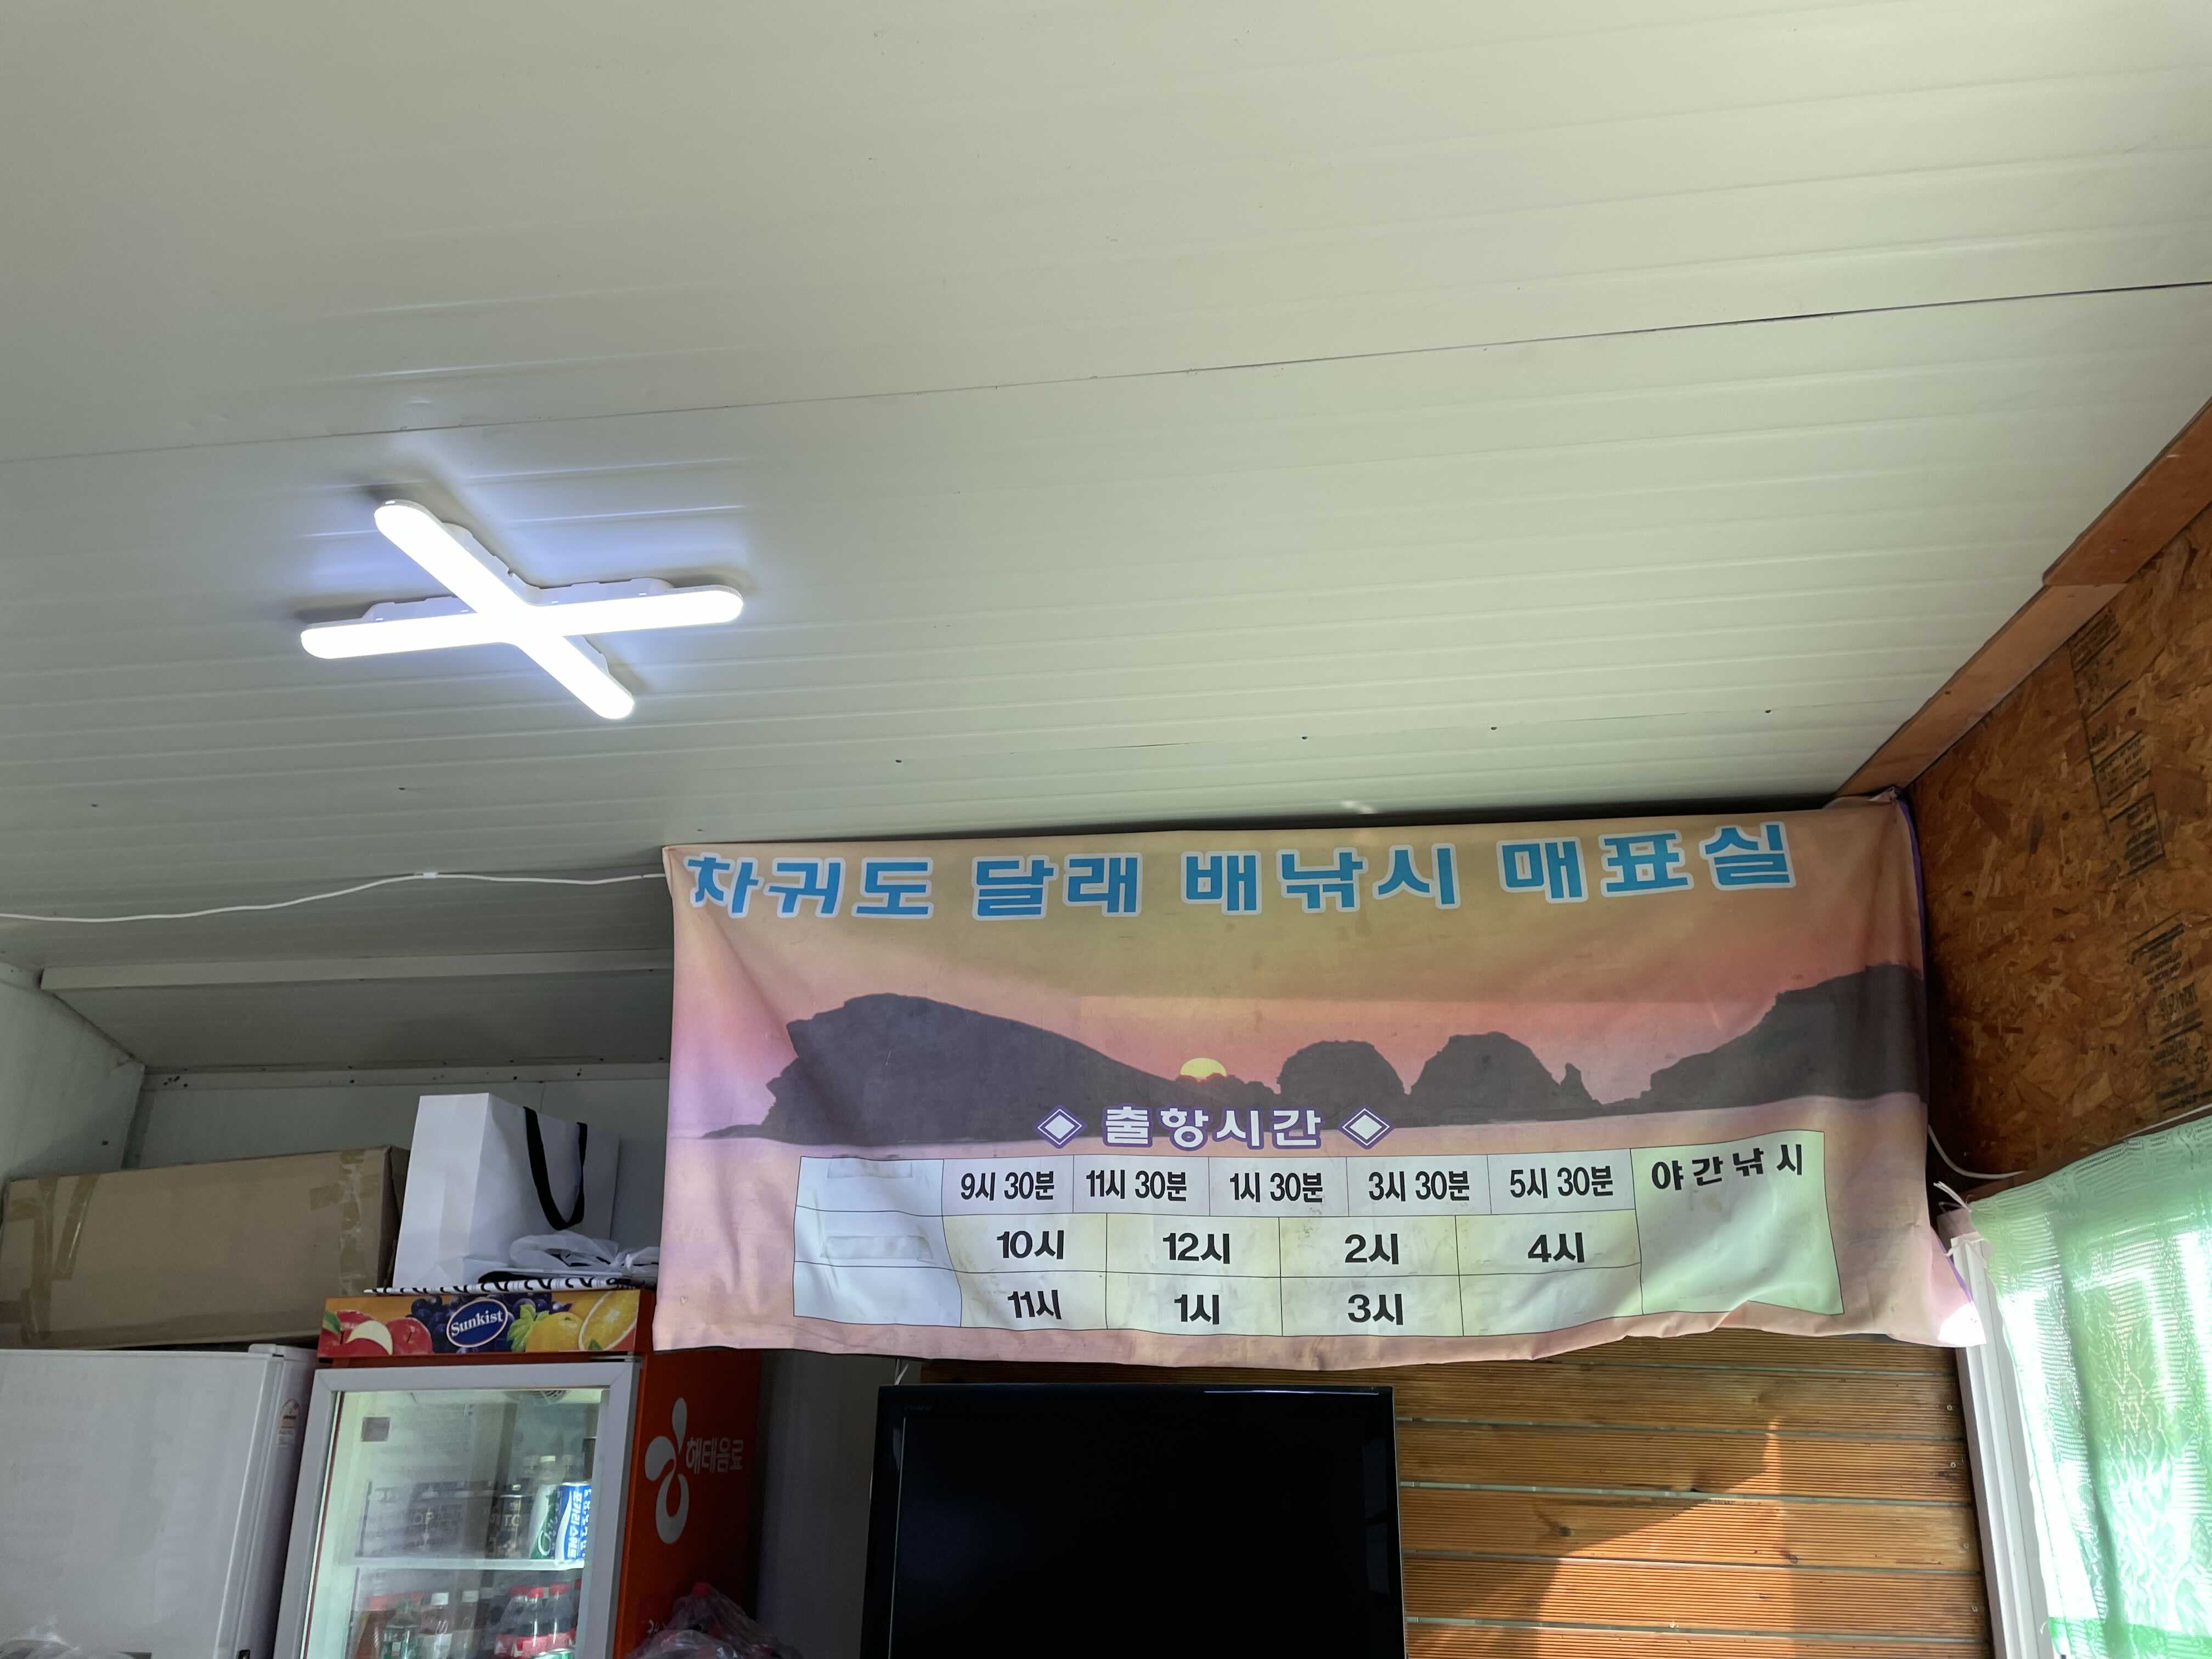 차귀도 달래 배낚시 매표실
◇ 출항시간 ◇
9시 30분 11시 30분 1시 30분 3시 30분 5시 30분 야간낚시
10시 12시 2시 4시
11시 1시 3시
Sunkist
해태음료